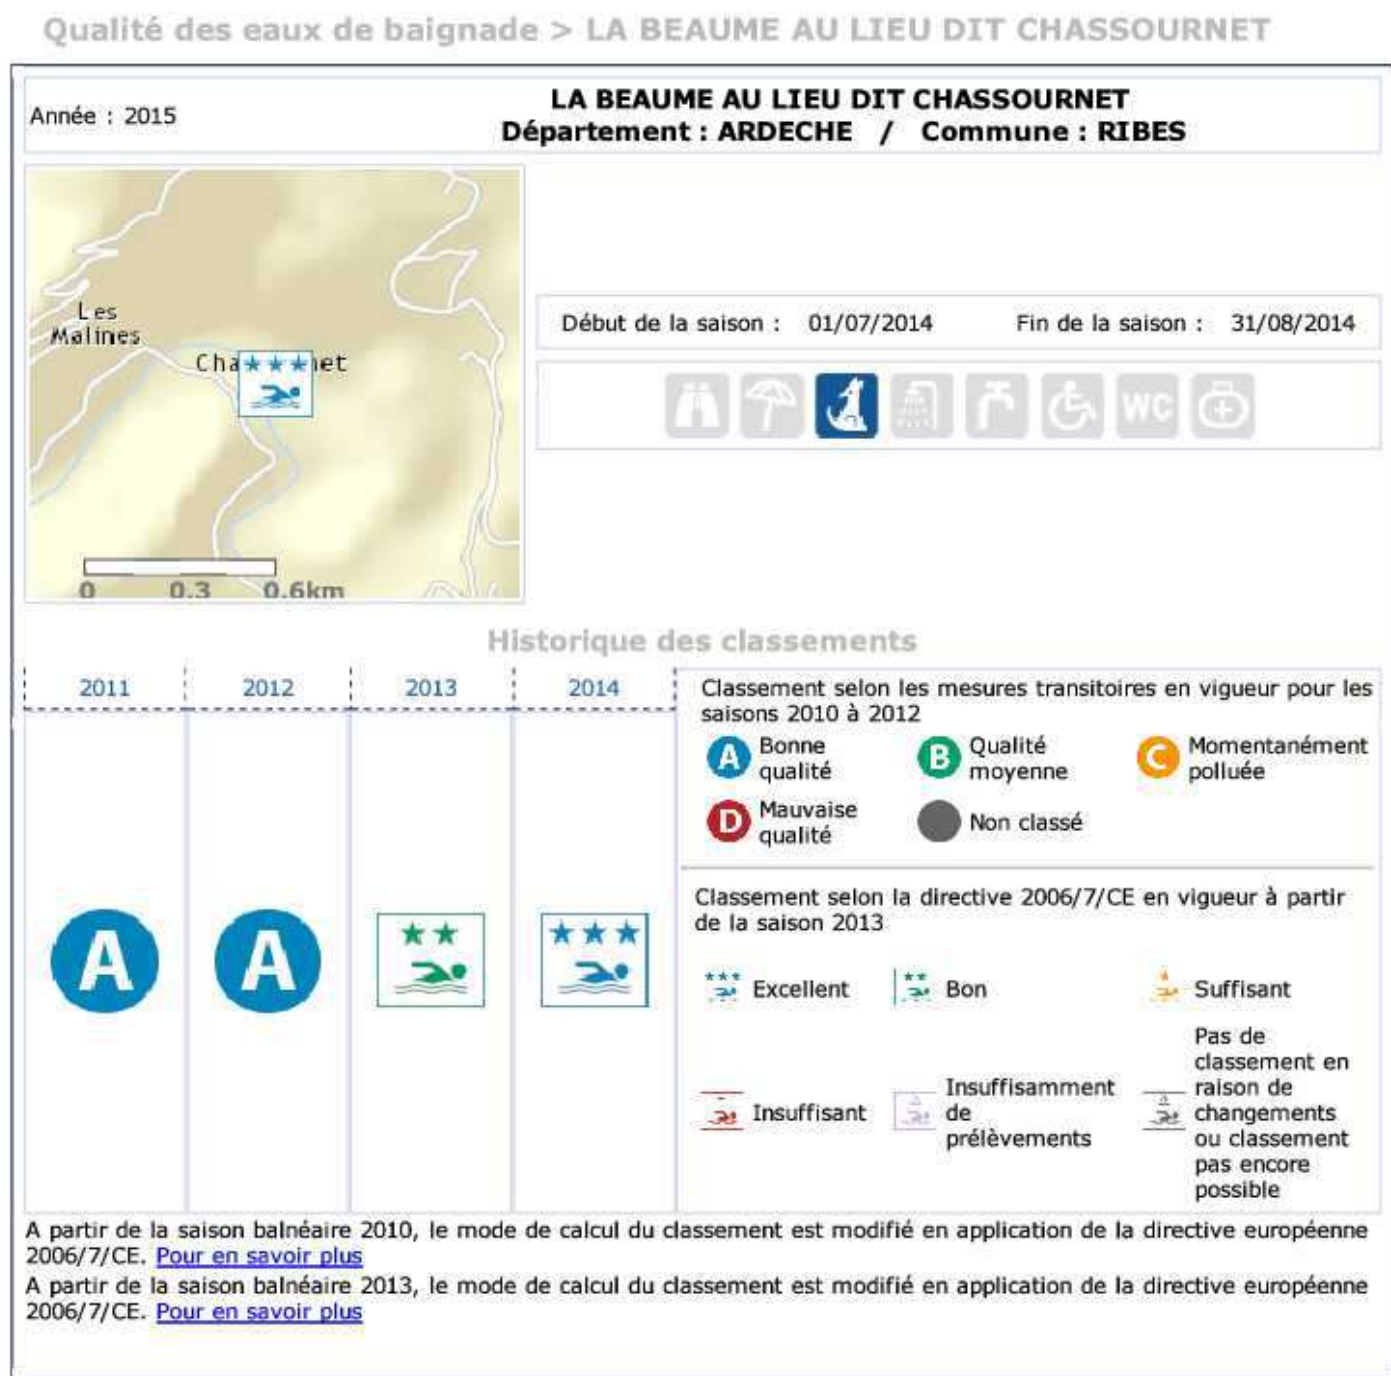 Qualité des eaux de baignade > LA BEAUME AU LIEU DIT CHASSOURNET
Année : 2015
LA BEAUME AU LIEU DIT CHASSOURNET
Département : ARDECHE / Commune : RIBES
Les
Malines
Cha
net
0 0.3 0.6km
Début de la saison : 01/07/2014 Fin de la saison : 31/08/2014
WC
Historique des classements
2011 2012 2013 2014
A A
Classement selon les mesures transitoires en vigueur pour les
saisons 2010 à 2012
A Bonne
qualité
B Qualité
moyenne
C Momentanément
polluée
D Mauvaise
qualité
Non classé
Classement selon la directive 2006/7/CE en vigueur à partir
de la saison 2013
Excellent
Bon
Suffisant
Insuffisant
Insuffisamment
de
prélèvements
Pas de
classement en
raison de
changements
ou classement
pas encore
possible
A partir de la saison balnéaire 2010, le mode de calcul du classement est modifié en application de la directive européenne
2006/7/CE. Pour en savoir plus
A partir de la saison balnéaire 2013, le mode de calcul du classement est modifié en application de la directive européenne
2006/7/CE. Pour en savoir plus